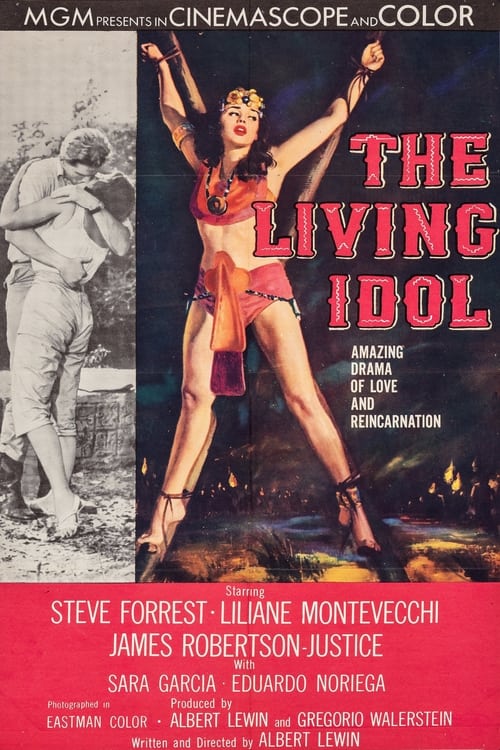 MGM PRESENTS IN CINEMASCOPE AND COLOR
THE
LIVING
IDOL
AMAZING
DRAMA
OF LOVE
AND
REINCARNATION
Starring
STEVE FORREST · LILIANE MONTEVECCHI
JAMES ROBERTSON-JUSTICE
With
SARA GARCIA · EDUARDO NORIEGA
Photographed in
EASTMAN COLOR · Produced by
ALBERT LEWIN and GREGORIO WALERSTEIN
Written and Directed by ALBERT LEWIN